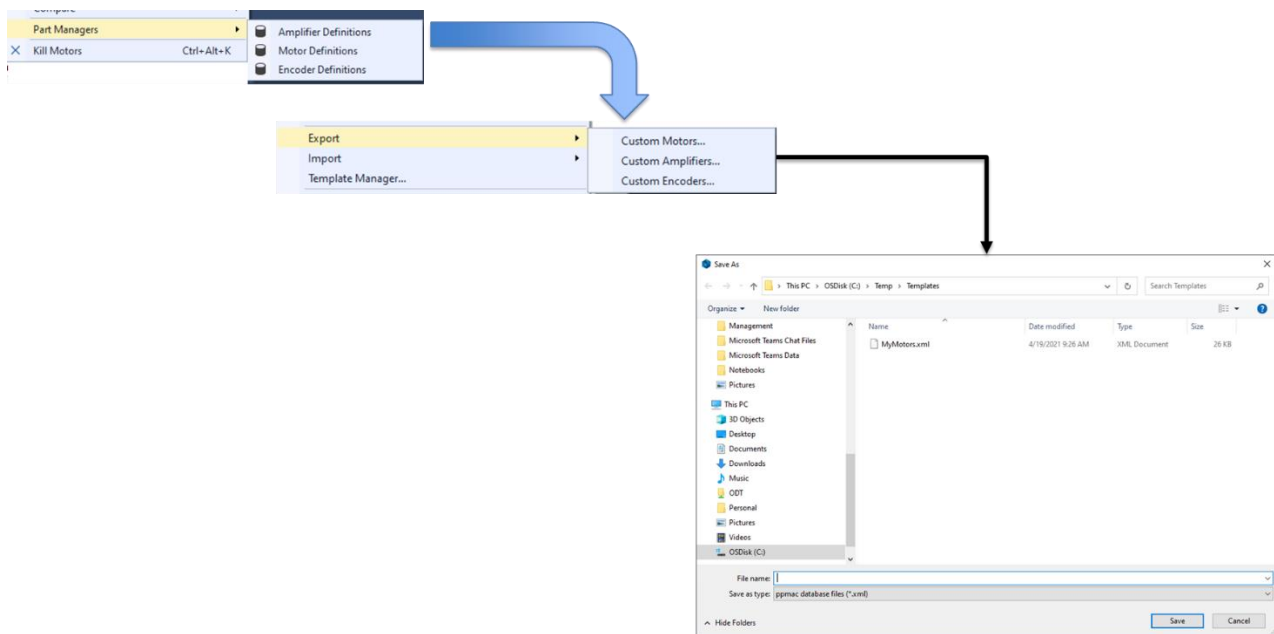 Compare
Part Managers
Kill Motors Ctrl+Alt+K
Amplifier Definitions
Motor Definitions
Encoder Definitions
Export
Import
Template Manager...
Custom Motors...
Custom Amplifiers...
Custom Encoders...
Save As
This PC > OSDisk (C:) > Temp > Templates
Search Templates
Organize New folder
Management
Microsoft Teams Chat Files
Microsoft Teams Data
Notebooks
Pictures
This PC
3D Objects
Desktop
Documents
Downloads
Music
ODT
Personal
Pictures
Videos
OSDisk (C:)
Name Date modified Type Size
MyMotors.xml 4/19/2021 9:26 AM XML Document 26 KB
File name:
Save as type: ppmac database files (*.xml)
Hide Folders
Save Cancel